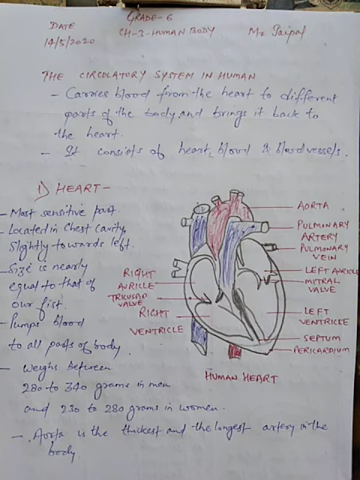 GRADE- 6
DATE
14/5/2020
CH-3-HUMAN BODY
Mr. Jaipal
THE CIRCULATORY SYSTEM IN HUMAN
- Carries blood from the heart to different
parts of the body and brings it back to
the heart.
- It consists of heart, blood & blood vessels.
1) HEART-
- Most sensitive part
- Located in Chest cavity,
slightly towards left.
- Size is nearly
equal to that of
our fist.
- Pumps blood
to all parts of body.
- Weighs between
280 to 340 grams in men
and 230 to 280 grams in women.
- Aorta is the thickest and the longest artery in the
body
AORTA
PULMONARY
ARTERY
PULMONARY
VEIN
LEFT AURICLE
MITRAL
VALVE
LEFT
VENTRICLE
SEPTUM
PERICARDIUM
RIGHT
AURICLE
TRICUSPID
VALVE
RIGHT
VENTRICLE
HUMAN HEART